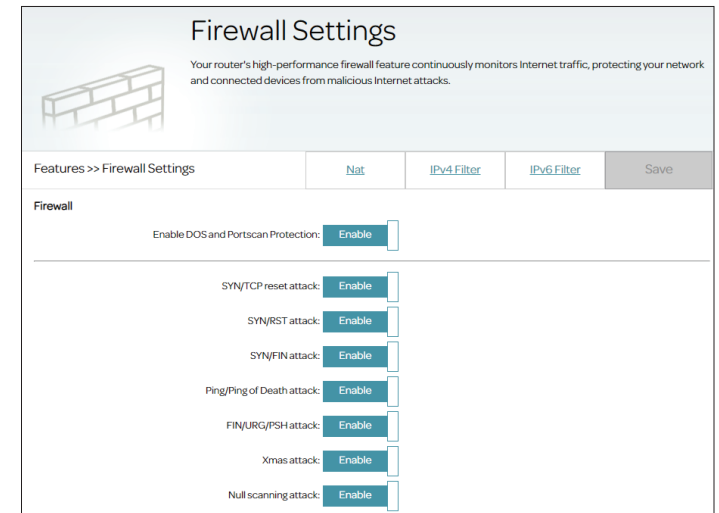 Firewall Settings
Your router's high-performance firewall feature continuously monitors Internet traffic, protecting your network
and connected devices from malicious Internet attacks.
Features >> Firewall Settings Nat IPv4 Filter IPv6 Filter Save
Firewall
Enable DOS and Portscan Protection: Enable
SYN/TCP reset attack: Enable
SYN/RST attack: Enable
SYN/FIN attack: Enable
Ping/Ping of Death attack: Enable
FIN/URG/PSH attack: Enable
Xmas attack: Enable
Null scanning attack: Enable